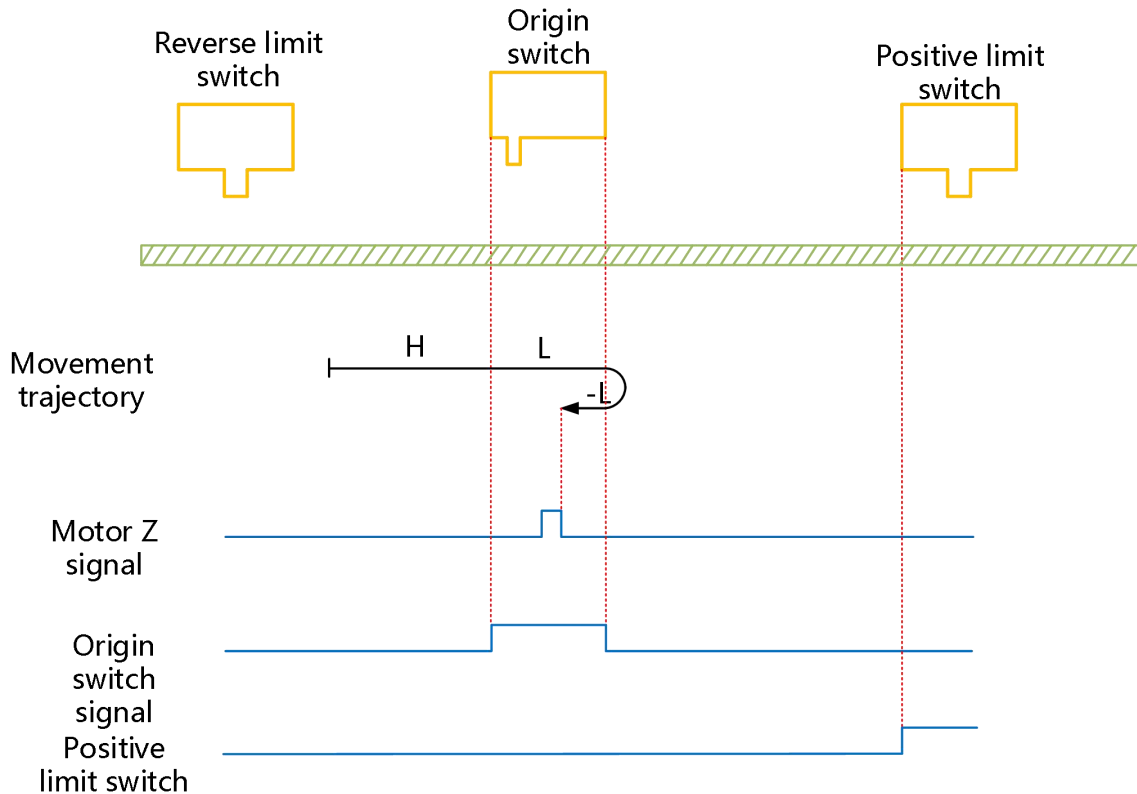 Reverse limit
switch
Origin
switch
Positive limit
switch
Movement
trajectory
H
L
-L
Motor Z
signal
Origin
switch
signal
Positive
limit switch